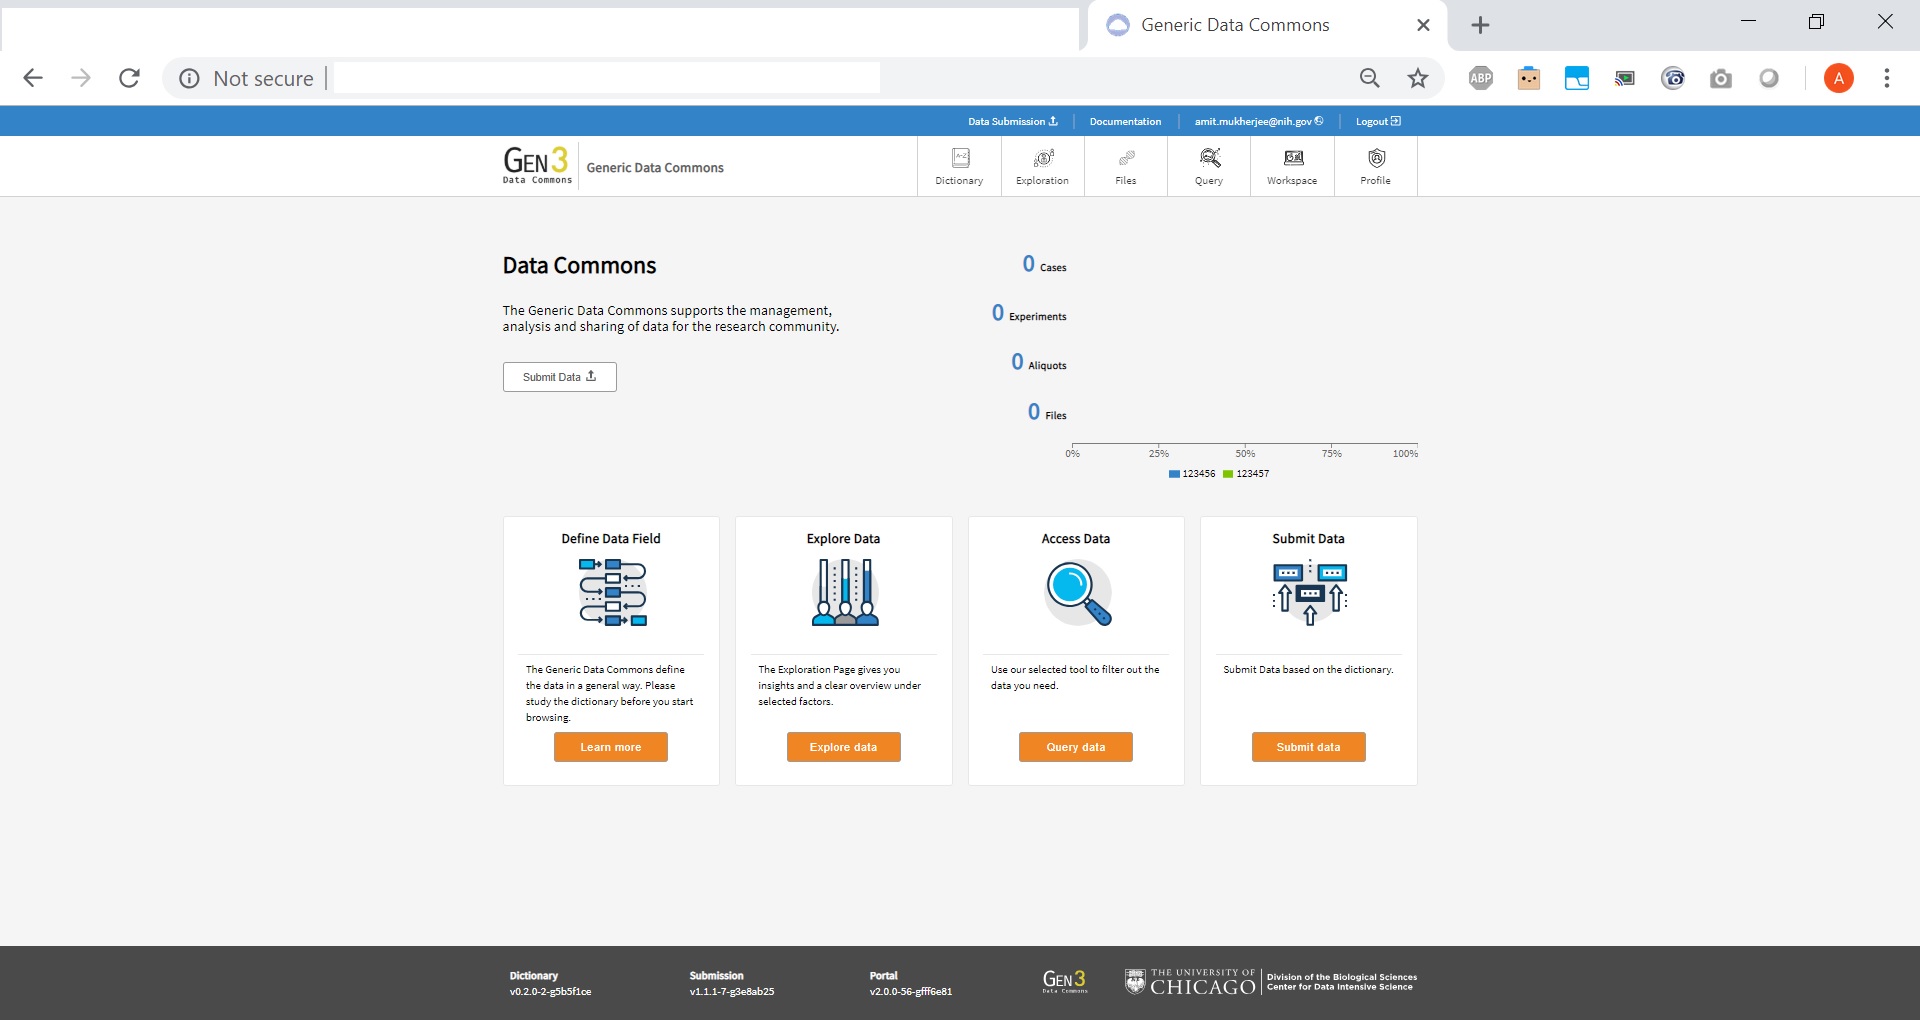 Generic Data Commons
Not secure
ABP
A
Data Submission
Documentation
amit.mukherjee@nih.gov
Logout
GEN3
Data Commons
Generic Data Commons
A-Z
Dictionary
Exploration
Files
Query
Workspace
Profile
Data Commons
The Generic Data Commons supports the management,
analysis and sharing of data for the research community.
Submit Data
0 Cases
0 Experiments
0 Aliquots
0 Files
0% 25% 50% 75% 100%
123456 123457
Define Data Field
The Generic Data Commons define
the data in a general way. Please
study the dictionary before you start
browsing.
Learn more
Explore Data
The Exploration Page gives you
insights and a clear overview under
selected factors.
Explore data
Access Data
Use our selected tool to filter out the
data you need.
Query data
Submit Data
Submit Data based on the dictionary.
Submit data
Dictionary
v0.2.0-2-g5b5f1ce
Submission
v1.1.1-7-g3e8ab25
Portal
v2.0.0-56-gfff6e81
GEN3
Data Commons
THE UNIVERSITY OF
CHICAGO
Division of the Biological Sciences
Center for Data Intensive Science